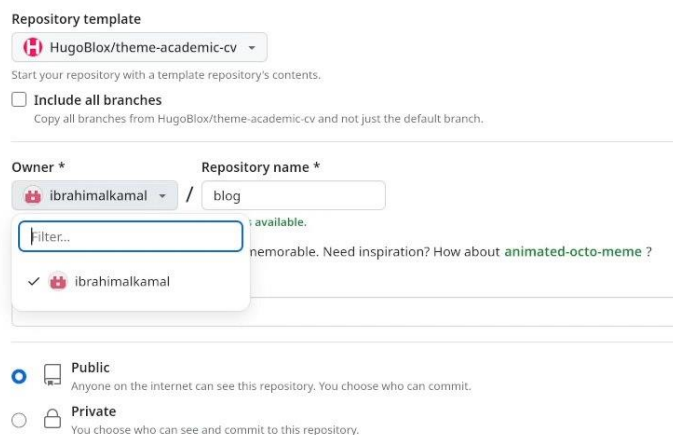 Repository template
HugoBlox/theme-academic-cv
Start your repository with a template repository's contents.
Include all branches
Copy all branches from HugoBlox/theme-academic-cv and not just the default branch.
Owner * Repository name *
ibrahimalkamal / blog
available.
Filter...
Need inspiration? How about animated-octo-meme ?
ibrahimalkamal
Public
Anyone on the internet can see this repository. You choose who can commit.
Private
You choose who can see and commit to this repository.